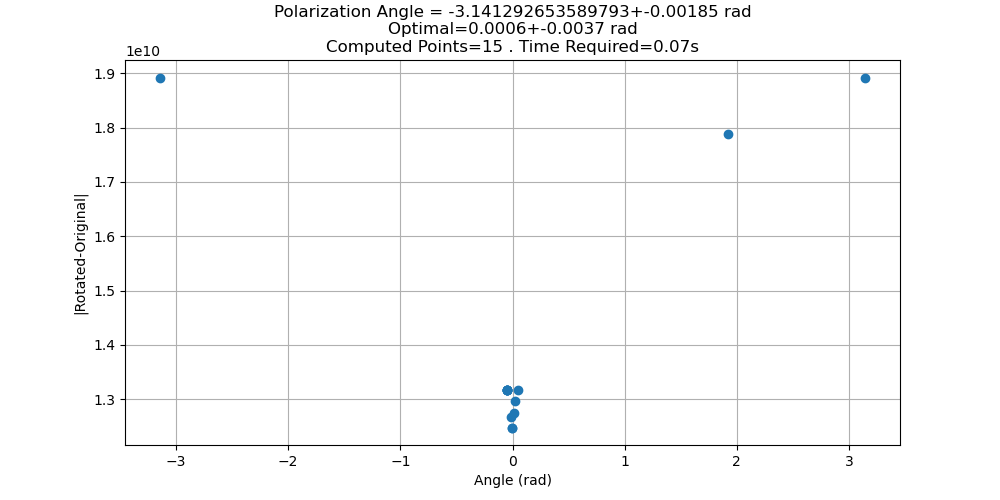 Polarization Angle = -3.141292653589793+-0.00185 rad
Optimal=0.0006+-0.0037 rad
Computed Points=15 . Time Required=0.07s
1e10
1.9
1.8
1.7
1.6
1.5
1.4
1.3
|Rotated-Original|
−3 −2 −1 0 1 2 3
Angle (rad)